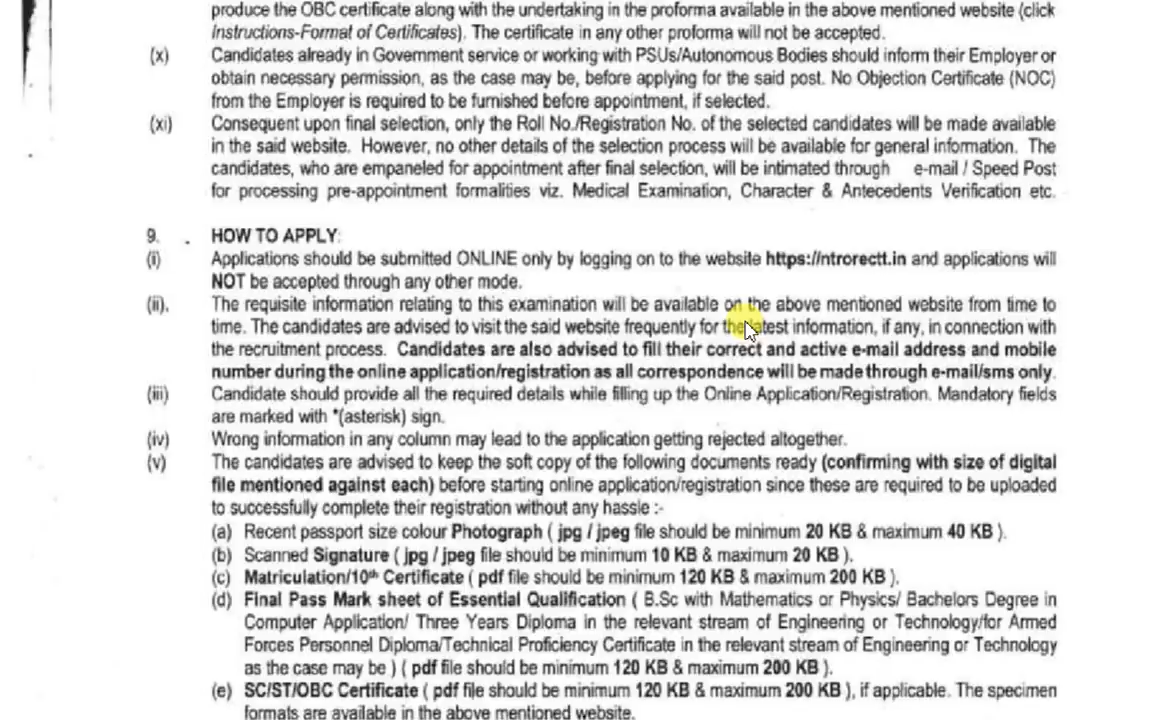 produce the OBC certificate along with the undertaking in the proforma available in the above mentioned website (click
Instructions-Format of Certificates). The certificate in any other proforma will not be accepted.
(x) Candidates already in Government service or working with PSUs/Autonomous Bodies should inform their Employer or
obtain necessary permission, as the case may be, before applying for the said post. No Objection Certificate (NOC)
from the Employer is required to be furnished before appointment, if selected.
(xi) Consequent upon final selection, only the Roll No./Registration No. of the selected candidates will be made available
in the said website. However, no other details of the selection process will be available for general information. The
candidates, who are empaneled for appointment after final selection, will be intimated through e-mail / Speed Post
for processing pre-appointment formalities viz. Medical Examination, Character & Antecedents Verification etc.
9. HOW TO APPLY:
(i) Applications should be submitted ONLINE only by logging on to the website https://ntrorectt.in and applications will
NOT be accepted through any other mode.
(ii). The requisite information relating to this examination will be available on the above mentioned website from time to
time. The candidates are advised to visit the said website frequently for the latest information, if any, in connection with
the recruitment process. Candidates are also advised to fill their correct and active e-mail address and mobile
number during the online application/registration as all correspondence will be made through e-mail/sms only.
(iii) Candidate should provide all the required details while filling up the Online Application/Registration. Mandatory fields
are marked with *(asterisk) sign.
(iv) Wrong information in any column may lead to the application getting rejected altogether.
(v) The candidates are advised to keep the soft copy of the following documents ready (confirming with size of digital
file mentioned against each) before starting online application/registration since these are required to be uploaded
to successfully complete their registration without any hassle :-
(a) Recent passport size colour Photograph ( jpg / jpeg file should be minimum 20 KB & maximum 40 KB ).
(b) Scanned Signature ( jpg / jpeg file should be minimum 10 KB & maximum 20 KB ).
(c) Matriculation/10th Certificate ( pdf file should be minimum 120 KB & maximum 200 KB ).
(d) Final Pass Mark sheet of Essential Qualification ( B.Sc with Mathematics or Physics/ Bachelors Degree in
Computer Application/ Three Years Diploma in the relevant stream of Engineering or Technology/for Armed
Forces Personnel Diploma/Technical Proficiency Certificate in the relevant stream of Engineering or Technology
as the case may be ) ( pdf file should be minimum 120 KB & maximum 200 KB ).
(e) SC/ST/OBC Certificate ( pdf file should be minimum 120 KB & maximum 200 KB ), if applicable. The specimen
formats are available in the above mentioned website.